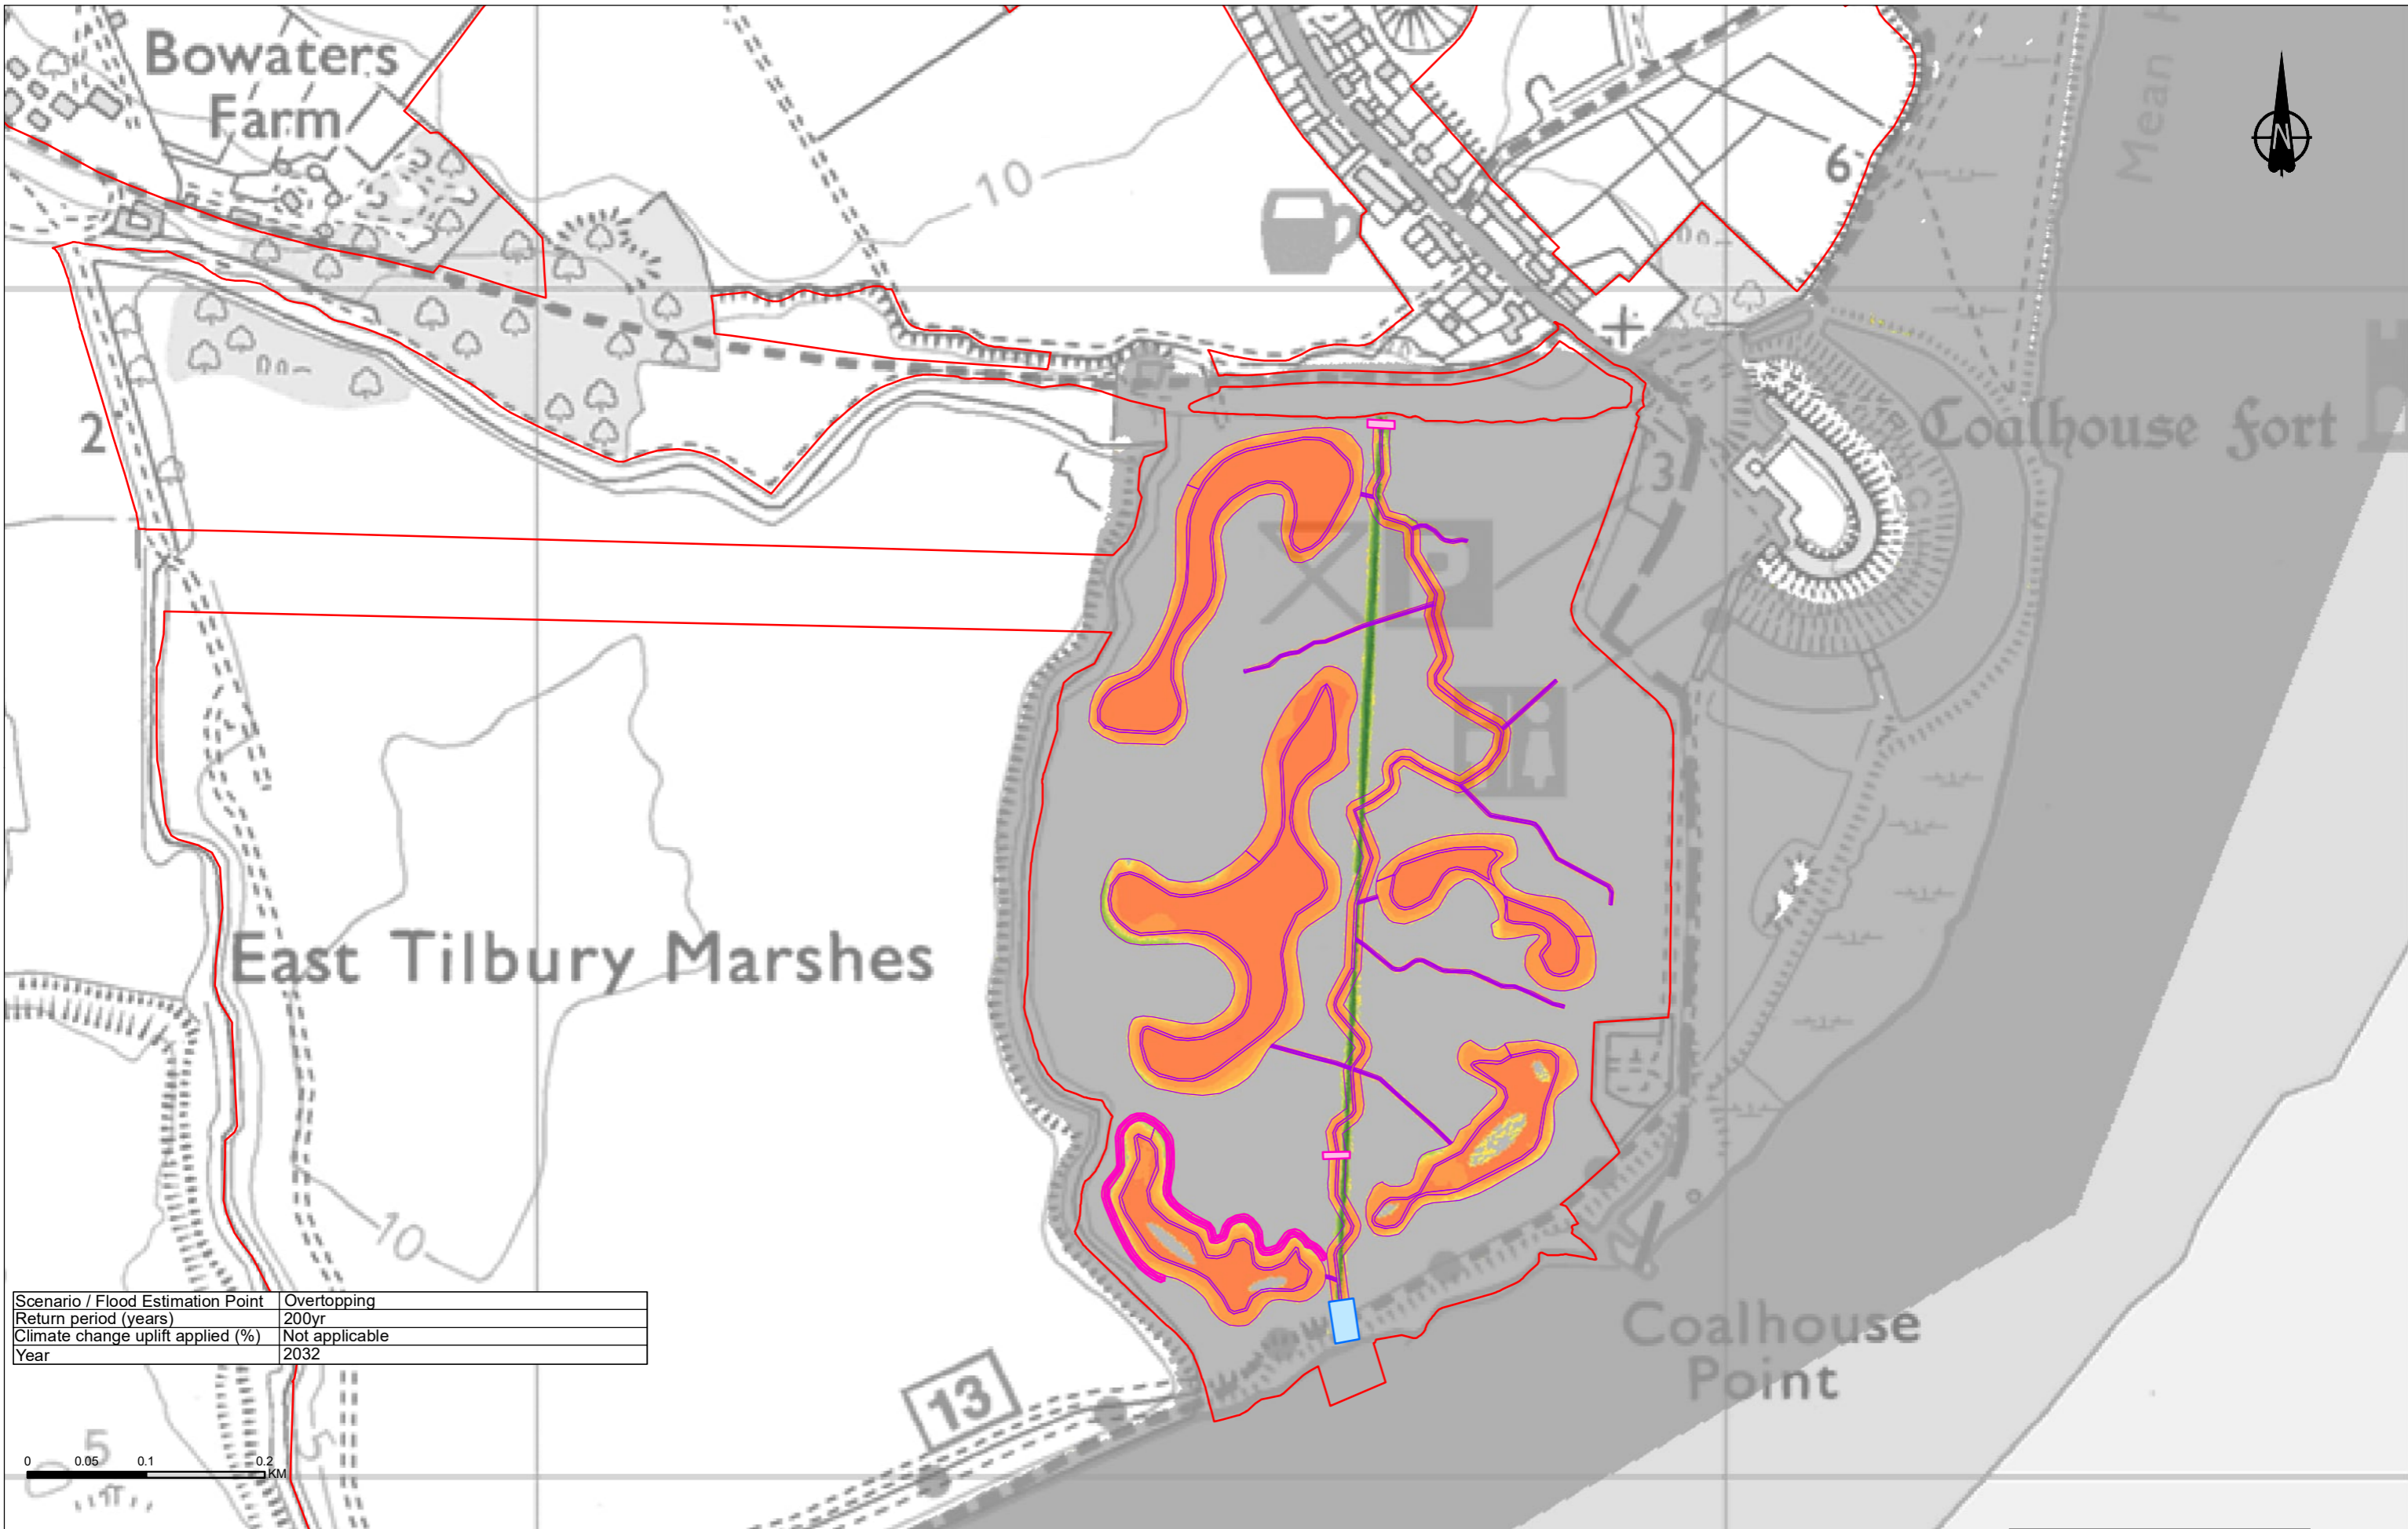 Bowaters
Farm
10
6
Mean H
N
2
Coalhouse Fort
3
P
East Tilbury Marshes
10
Scenario / Flood Estimation Point Overtopping
Return period (years) 200yr
Climate change uplift applied (%) Not applicable
Year 2032
Coalhouse
Point
13
5
0 0.05 0.1 0.2
KM